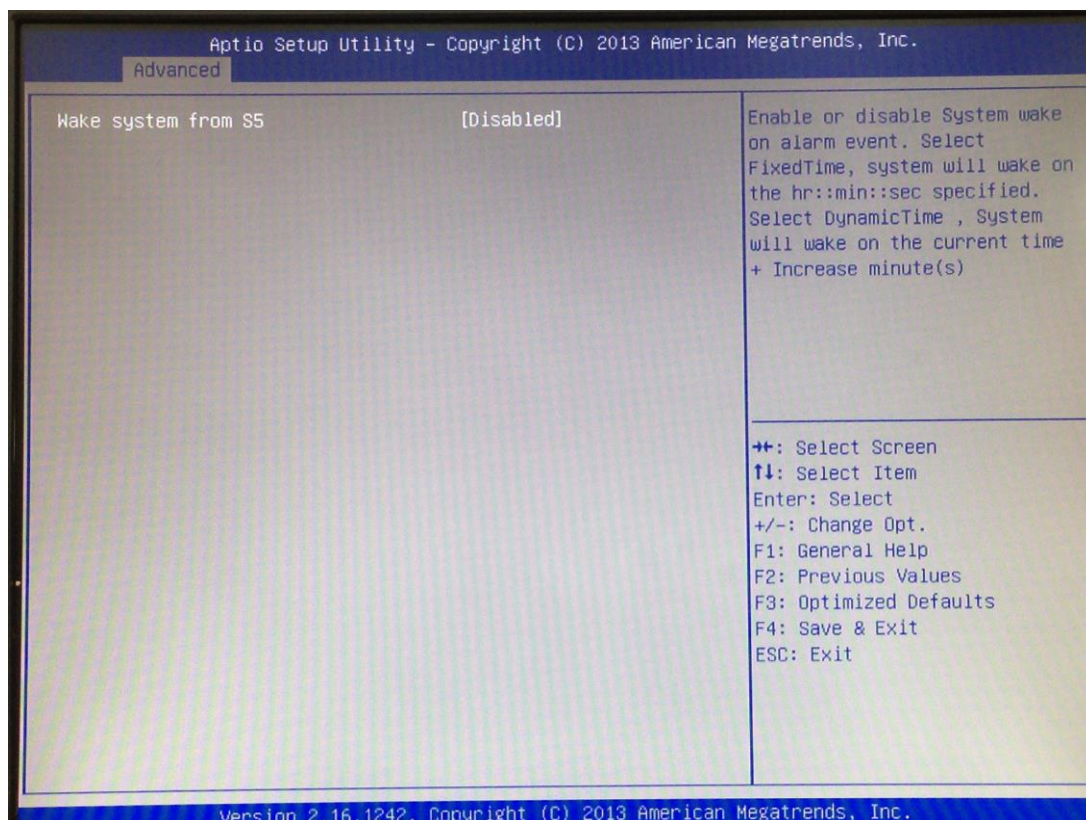 Aptio Setup Utility – Copyright (C) 2013 American Megatrends, Inc.
Advanced
Wake system from S5 [Disabled]
Enable or disable System wake
on alarm event. Select
FixedTime, system will wake on
the hr::min::sec specified.
Select DynamicTime , System
will wake on the current time
+ Increase minute(s)
→←: Select Screen
↑↓: Select Item
Enter: Select
+/-: Change Opt.
F1: General Help
F2: Previous Values
F3: Optimized Defaults
F4: Save & Exit
ESC: Exit
Version 2.16.1242. Copyright (C) 2013 American Megatrends, Inc.